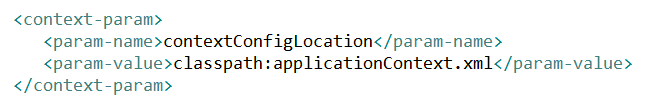 <context-param>
<param-name>contextConfigLocation</param-name>
<param-value>classpath:applicationContext.xml</param-value>
</context-param>